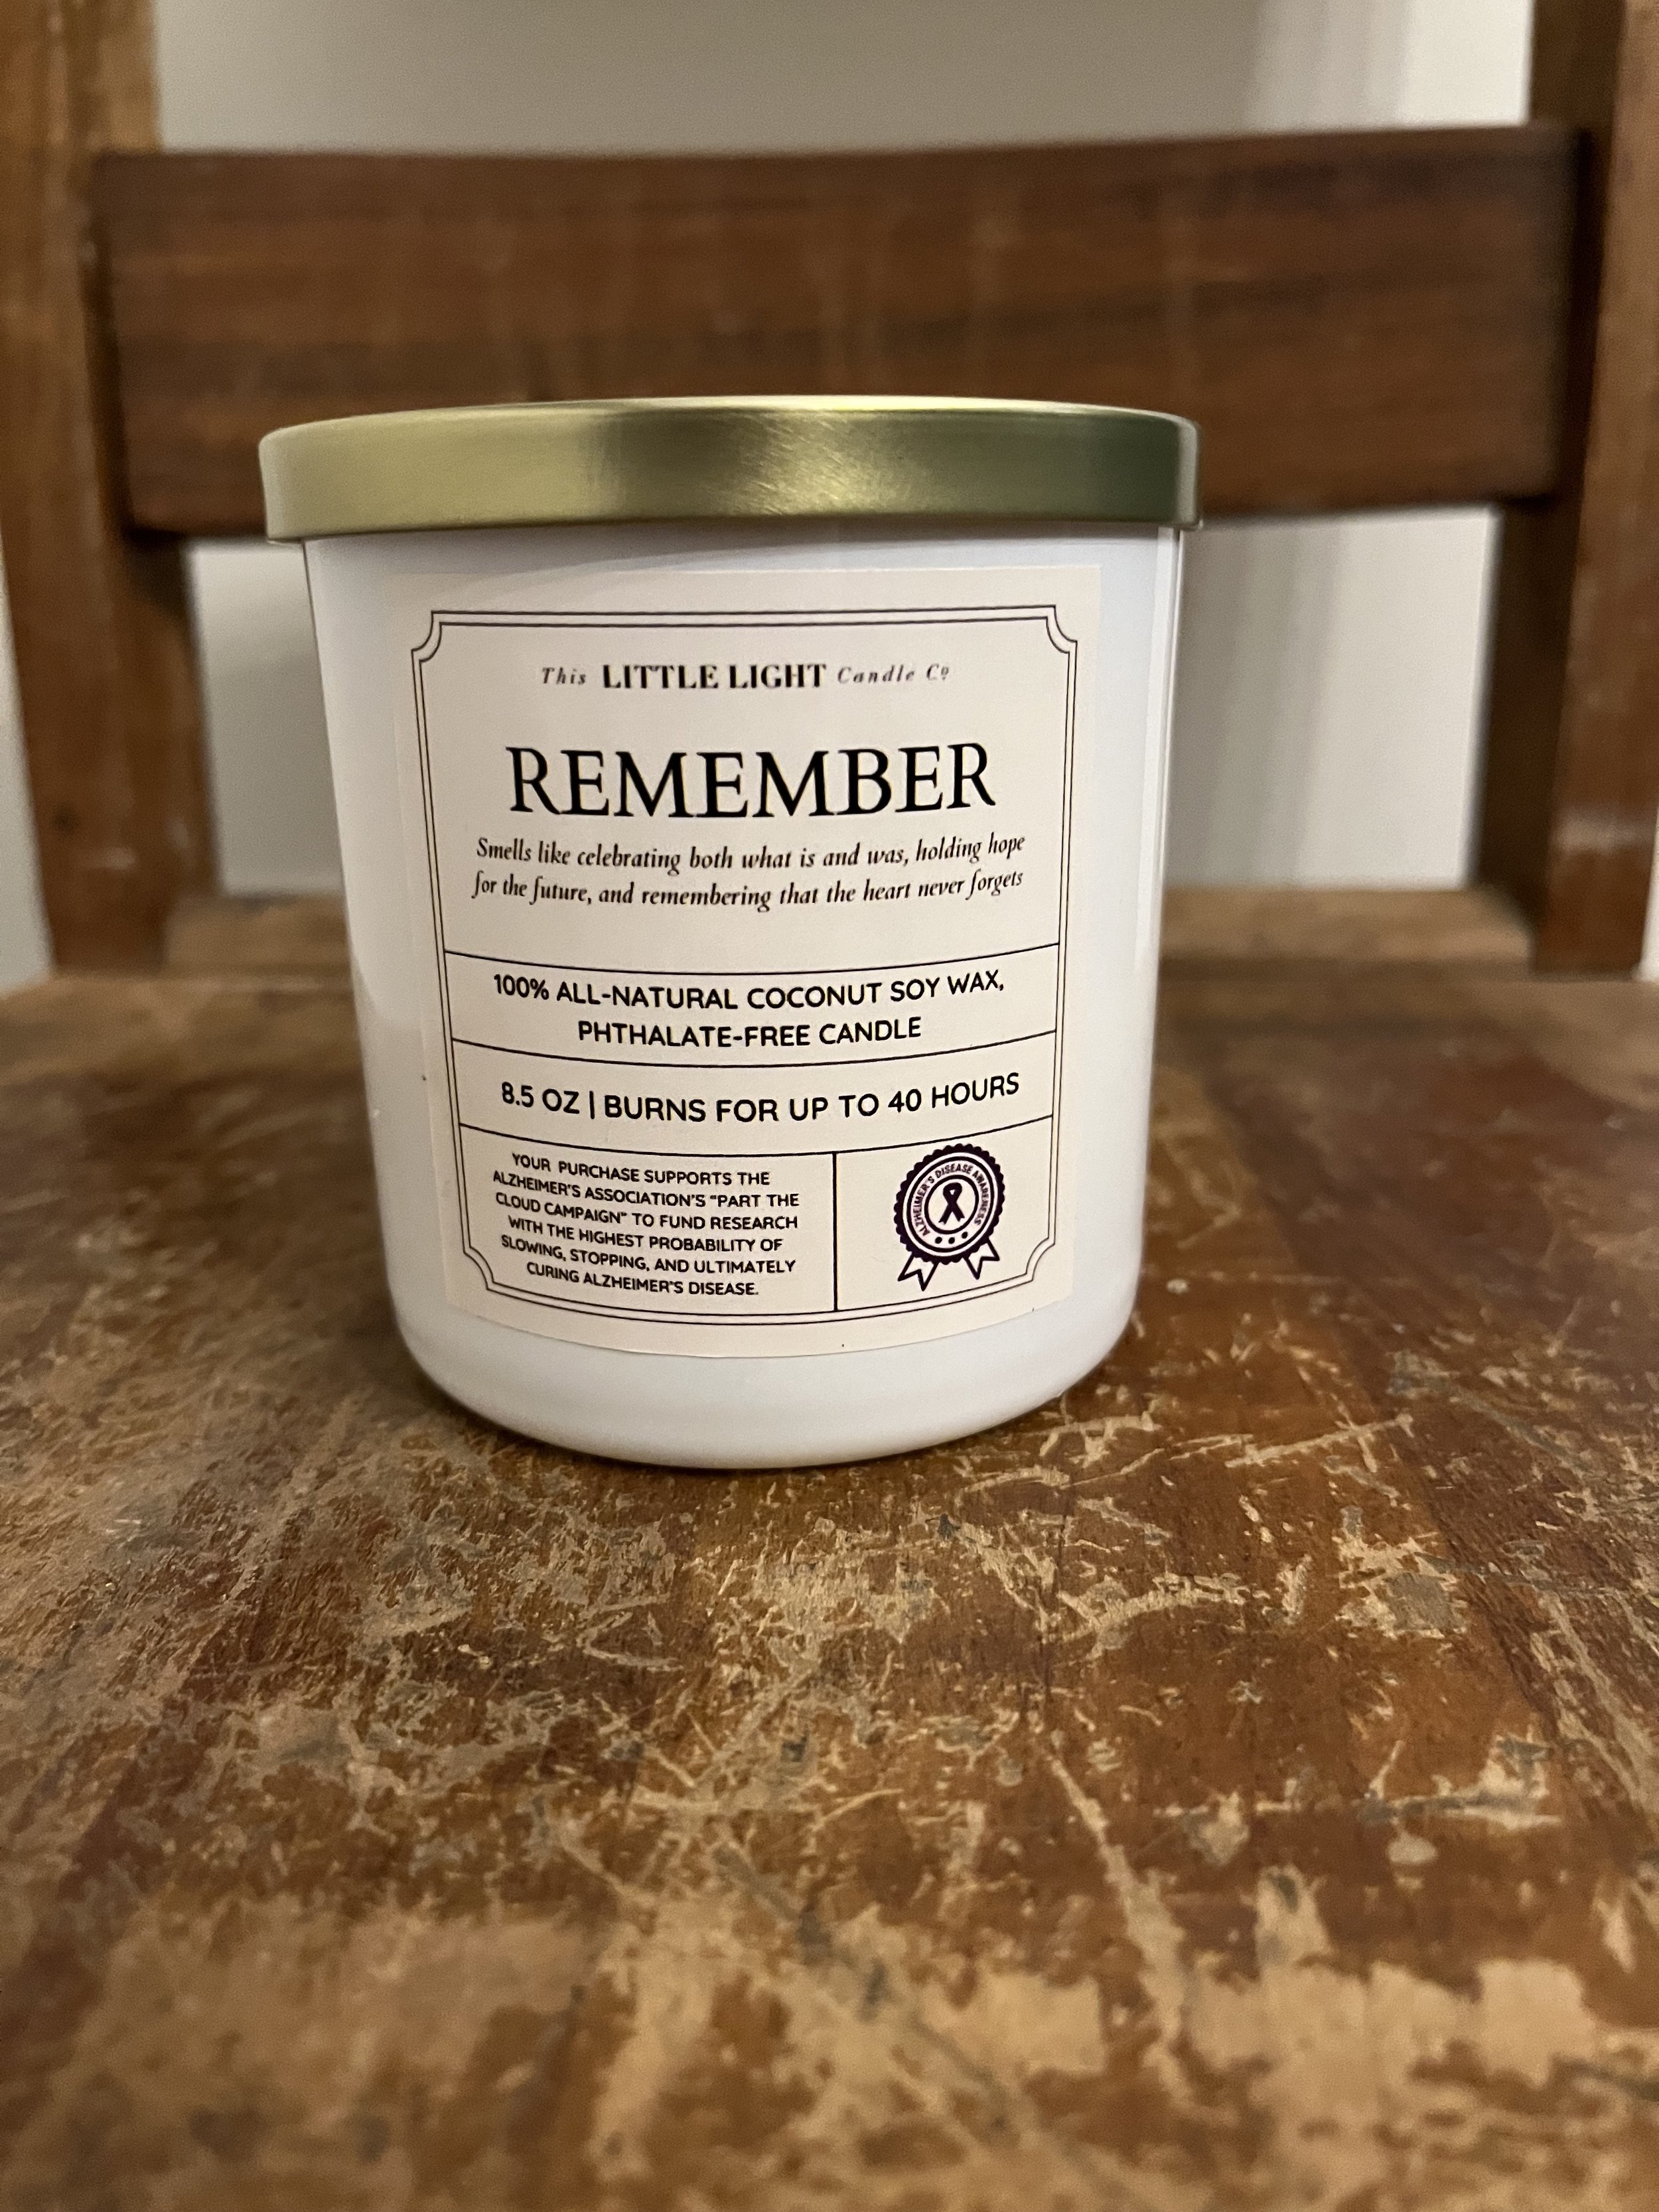 This LITTLE LIGHT Candle Co
REMEMBER
Smells like celebrating both what is and was, holding hope
for the future, and remembering that the heart never forgets
100% ALL-NATURAL COCONUT SOY WAX,
PHTHALATE-FREE CANDLE
8.5 OZ | BURNS FOR UP TO 40 HOURS
YOUR PURCHASE SUPPORTS THE
ALZHEIMER'S ASSOCIATION'S "PART THE
CLOUD CAMPAIGN" TO FUND RESEARCH
WITH THE HIGHEST PROBABILITY OF
SLOWING, STOPPING, AND ULTIMATELY
CURING ALZHEIMER'S DISEASE.
ALZHEIMER'S DISEASE AWARENESS